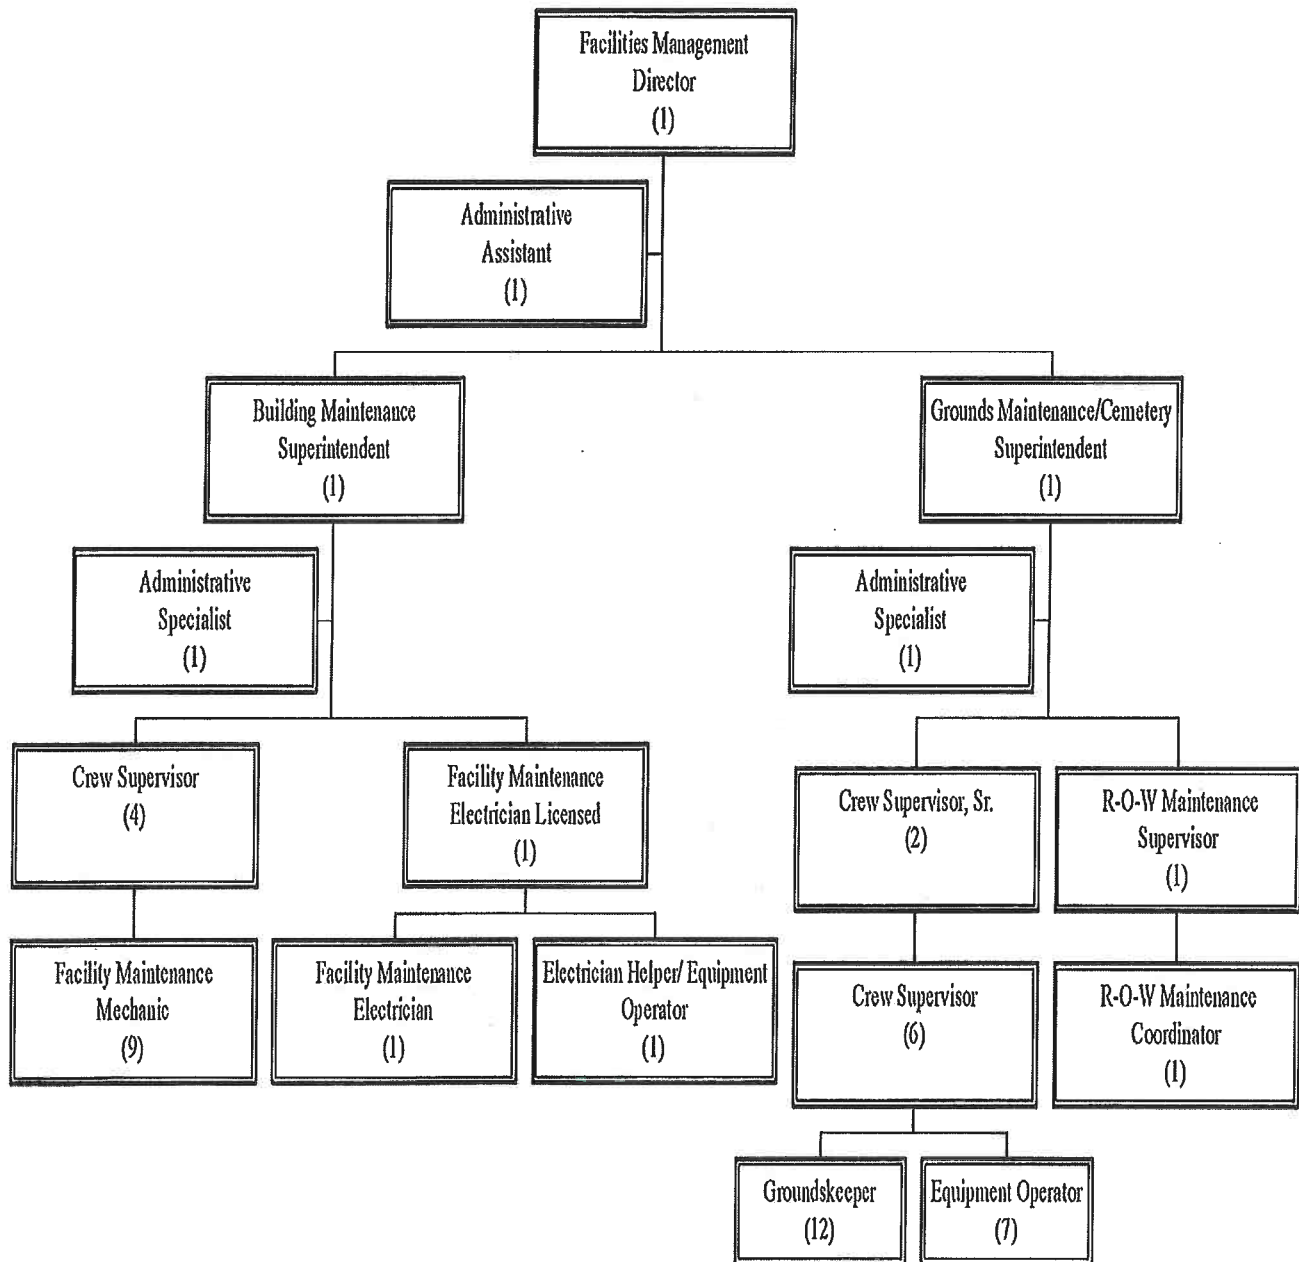 Facilities Management
Director
(1)
Administrative
Assistant
(1)
Building Maintenance
Superintendent
(1)
Grounds Maintenance/Cemetery
Superintendent
(1)
Administrative
Specialist
(1)
Administrative
Specialist
(1)
Crew Supervisor
(4)
Facility Maintenance
Electrician Licensed
(1)
Crew Supervisor, Sr.
(2)
R-O-W Maintenance
Supervisor
(1)
Facility Maintenance
Mechanic
(9)
Facility Maintenance
Electrician
(1)
Electrician Helper/ Equipment
Operator
(1)
Crew Supervisor
(6)
R-O-W Maintenance
Coordinator
(1)
Groundskeeper
(12)
Equipment Operator
(7)